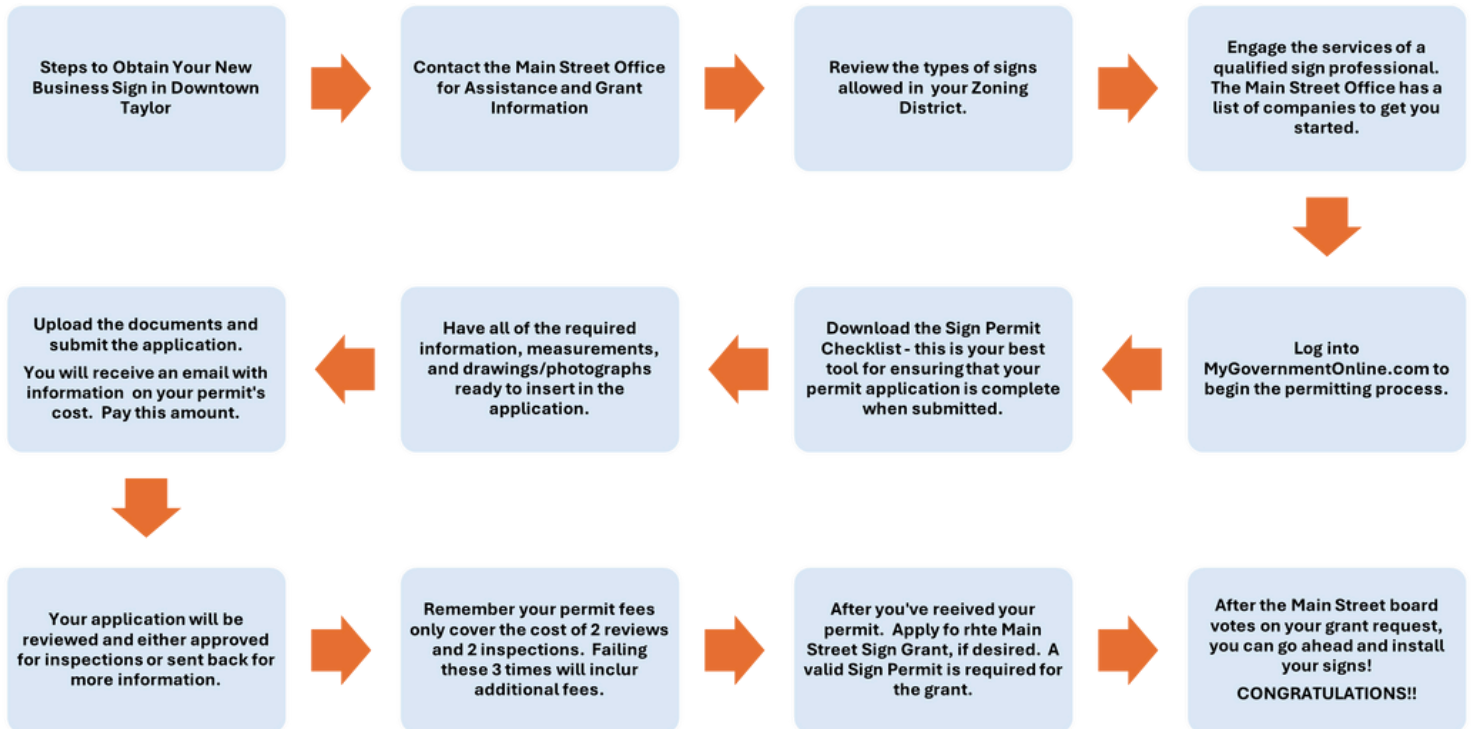 Steps to Obtain Your New
Business Sign in Downtown
Taylor
Contact the Main Street Office
for Assistance and Grant
Information
Review the types of signs
allowed in your Zoning
District.
Engage the services of a
qualified sign professional.
The Main Street Office has a
list of companies to get you
started.
Log into
MyGovernmentOnline.com to
begin the permitting process.
Download the Sign Permit
Checklist - this is your best
tool for ensuring that your
permit application is complete
when submitted.
Have all of the required
information, measurements,
and drawings/photographs
ready to insert in the
application.
Upload the documents and
submit the application.
You will receive an email with
information on your permit's
cost. Pay this amount.
Your application will be
reviewed and either approved
for inspections or sent back for
more information.
Remember your permit fees
only cover the cost of 2 reviews
and 2 inspections. Failing
these 3 times will inclur
additional fees.
After you've reeived your
permit. Apply fo rhte Main
Street Sign Grant, if desired. A
valid Sign Permit is required for
the grant.
After the Main Street board
votes on your grant request,
you can go ahead and install
your signs!
CONGRATULATIONS!!